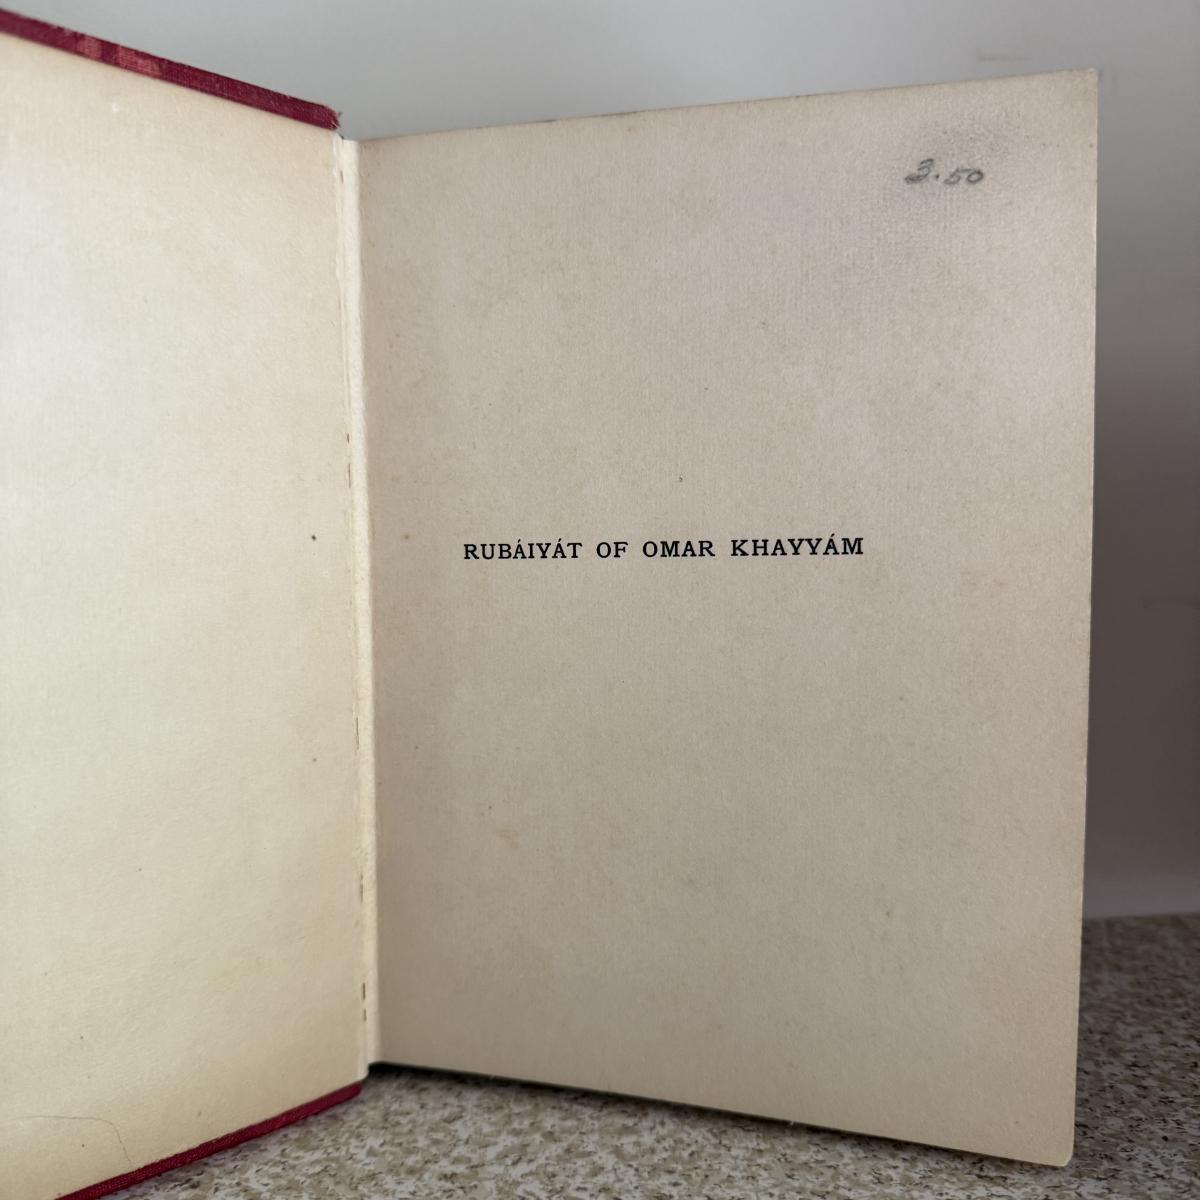 3.50
RUBÁIYÁT OF OMAR KHAYYÁM